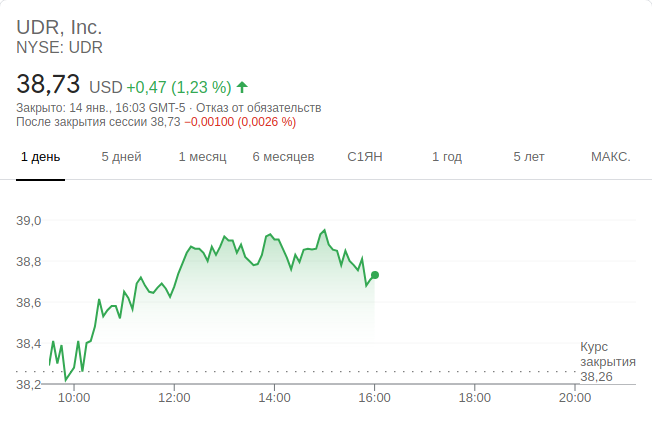 UDR, Inc.
NYSE: UDR
38,73 USD +0,47 (1,23 %)
Закрыто: 14 янв., 16:03 GMT-5 · Отказ от обязательств
После закрытия сессии 38,73 −0,00100 (0,0026 %)
1 день 5 дней 1 месяц 6 месяцев С1ЯН 1 год 5 лет МАКС.
39,0
38,8
38,6
38,4
38,2
Курс
закрытия
38,26
10:00 12:00 14:00 16:00 18:00 20:00